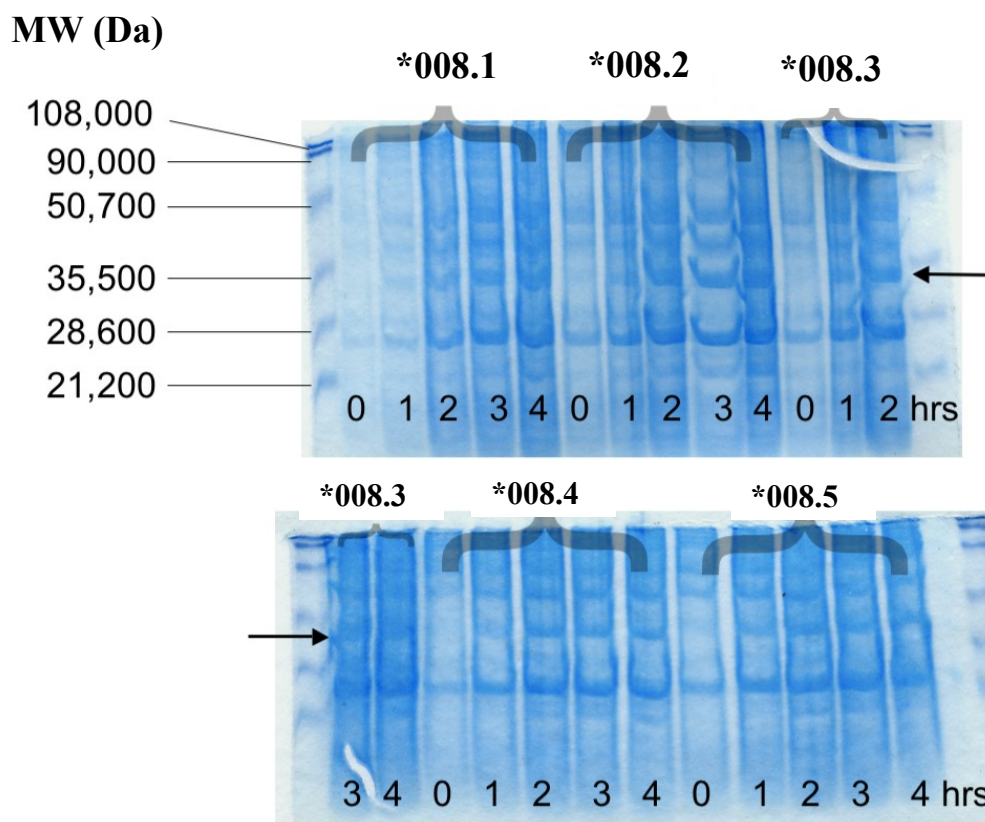 MW (Da)
*008.1 *008.2 *008.3
108,000
90,000
50,700
35,500
28,600
21,200
0 1 2 3 4 0 1 2 3 4 0 1 2 hrs
*008.3 *008.4 *008.5
3 4 0 1 2 3 4 0 1 2 3 4 hrs